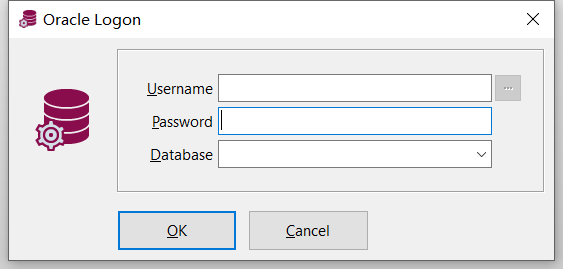 Oracle Logon
Username
...
Password
Database
OK
Cancel